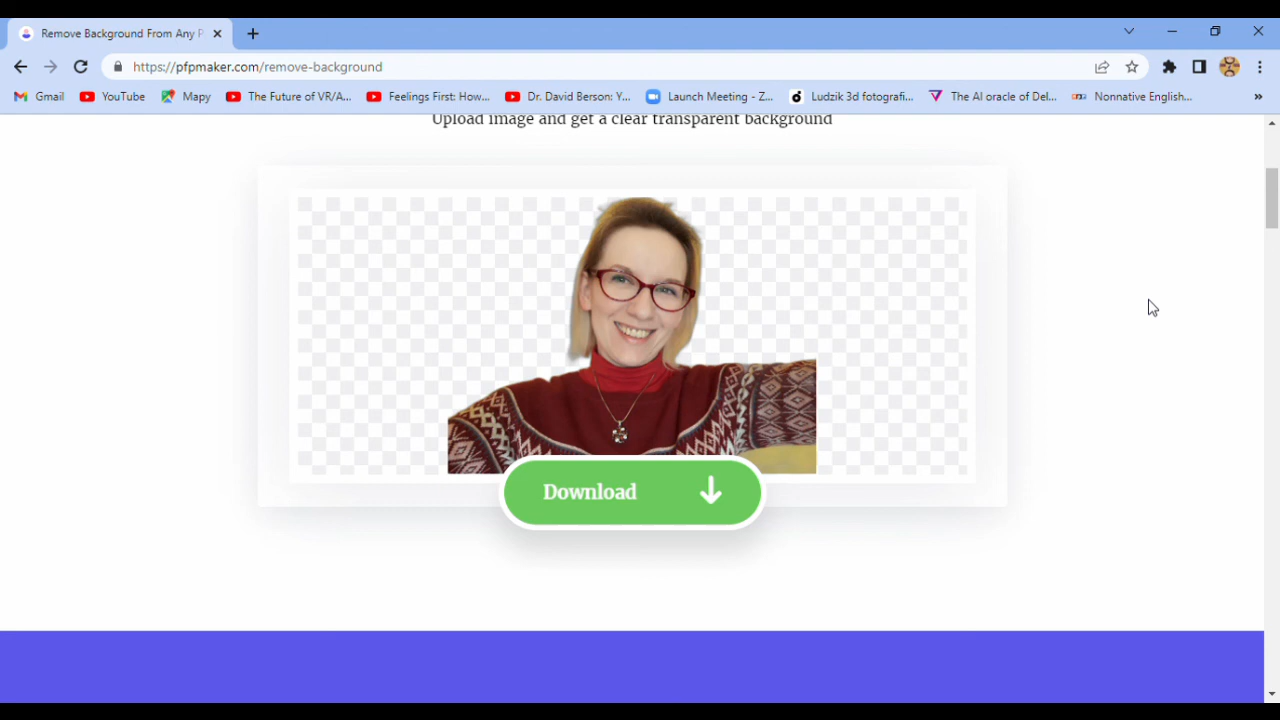 Remove Background From Any P
https://pfpmaker.com/remove-background
Gmail
YouTube
Mapy
The Future of VR/A...
Feelings First: How...
Dr. David Berson: Y...
Launch Meeting - Z...
Ludzik 3d fotografi...
The AI oracle of Del...
Nonnative English...
Upload image and get a clear transparent background
Download